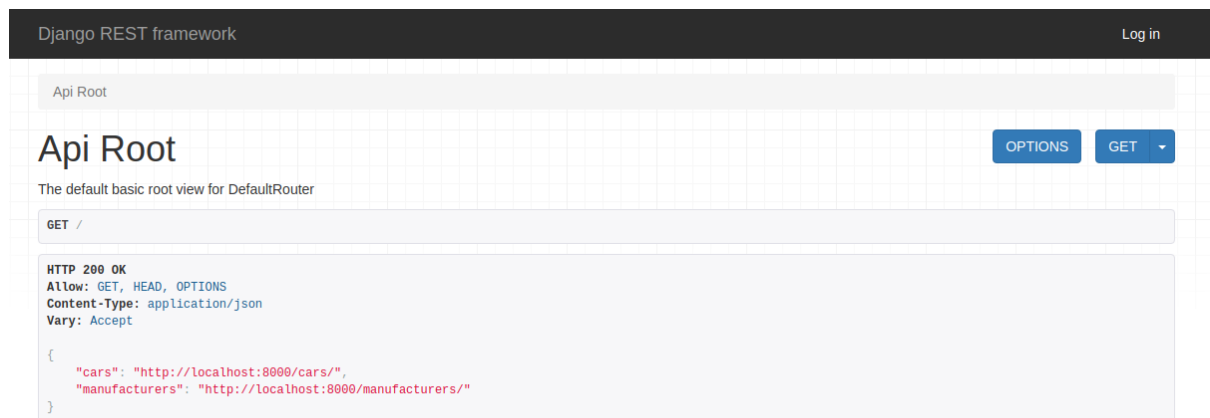 Django REST framework
Log in
Api Root
Api Root
OPTIONS
GET
The default basic root view for DefaultRouter
GET /
HTTP 200 OK
Allow: GET, HEAD, OPTIONS
Content-Type: application/json
Vary: Accept
{
    "cars": "http://localhost:8000/cars/",
    "manufacturers": "http://localhost:8000/manufacturers/"
}